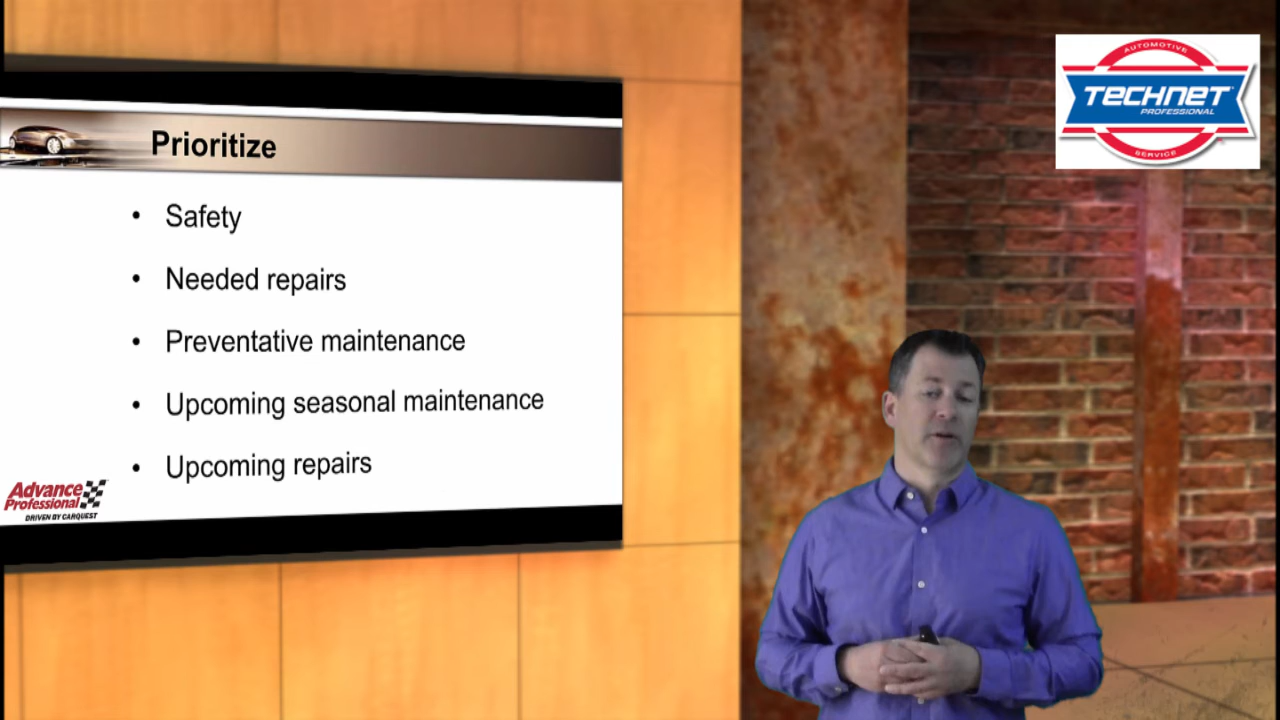 Prioritize
• Safety
• Needed repairs
• Preventative maintenance
• Upcoming seasonal maintenance
• Upcoming repairs
Advance
Professional
DRIVEN BY CARQUEST
AUTOMOTIVE
TECHNET
PROFESSIONAL
SERVICE